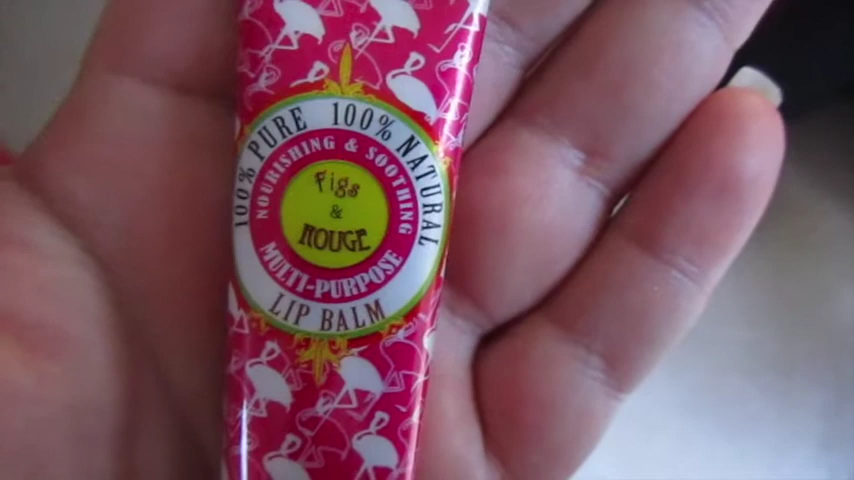 100% PURE 100% NATURAL
NOURISHING & SOOTHING
Figs
&
ROUGE
MULTI-PURPOSE
LIP BALM